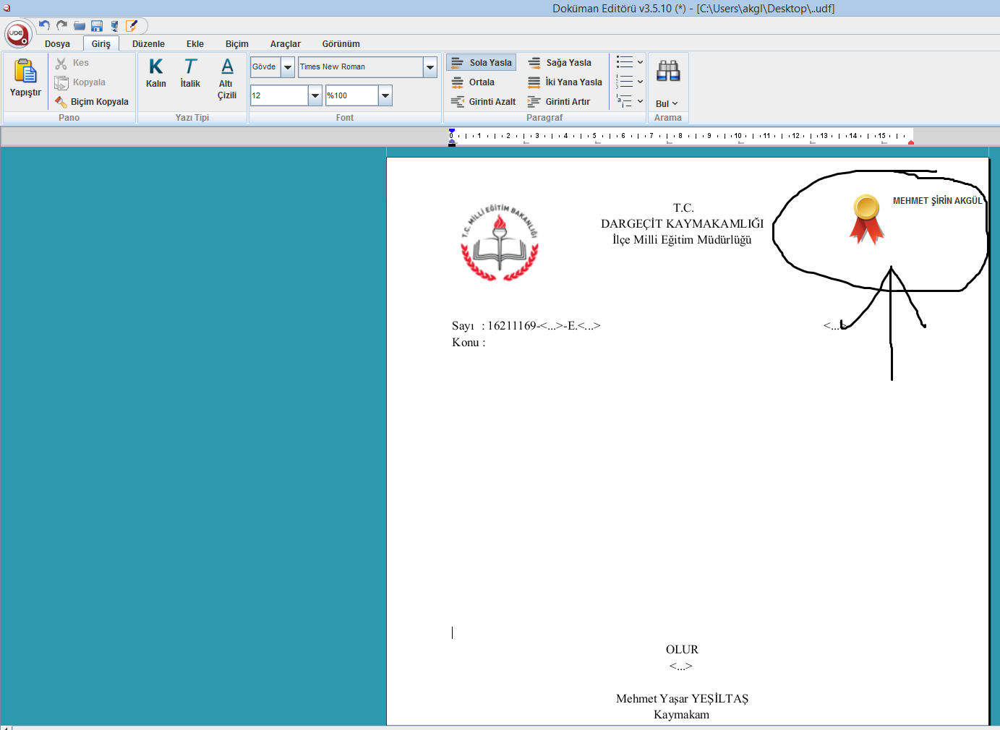 Doküman Editörü v3.5.10 (*) - [C:\Users\akgl\Desktop\..udf]
UDE
Dosya Giriş Düzenle Ekle Biçim Araçlar Görünüm
Yapıştır
Kes
Kopyala
Biçim Kopyala
Pano
K
Kalın
T
İtalik
A
Altı
Çizili
Yazı Tipi
Gövde
Times New Roman
12
%100
Font
Sola Yasla
Sağa Yasla
Ortala
İki Yana Yasla
Girinti Azalt
Girinti Artır
Paragraf
Bul
Arama
0 1 2 3 4 5 6 7 8 9 10 11 12 13 14 15
T.C. MİLLİ EĞİTİM BAKANLIĞI
T.C.
DARGEÇİT KAYMAKAMLIĞI
İlçe Milli Eğitim Müdürlüğü
MEHMET ŞİRİN AKGÜL
Sayı : 16211169-<...>-E.<...> <...>
Konu :
OLUR
<...>
Mehmet Yaşar YEŞİLTAŞ
Kaymakam